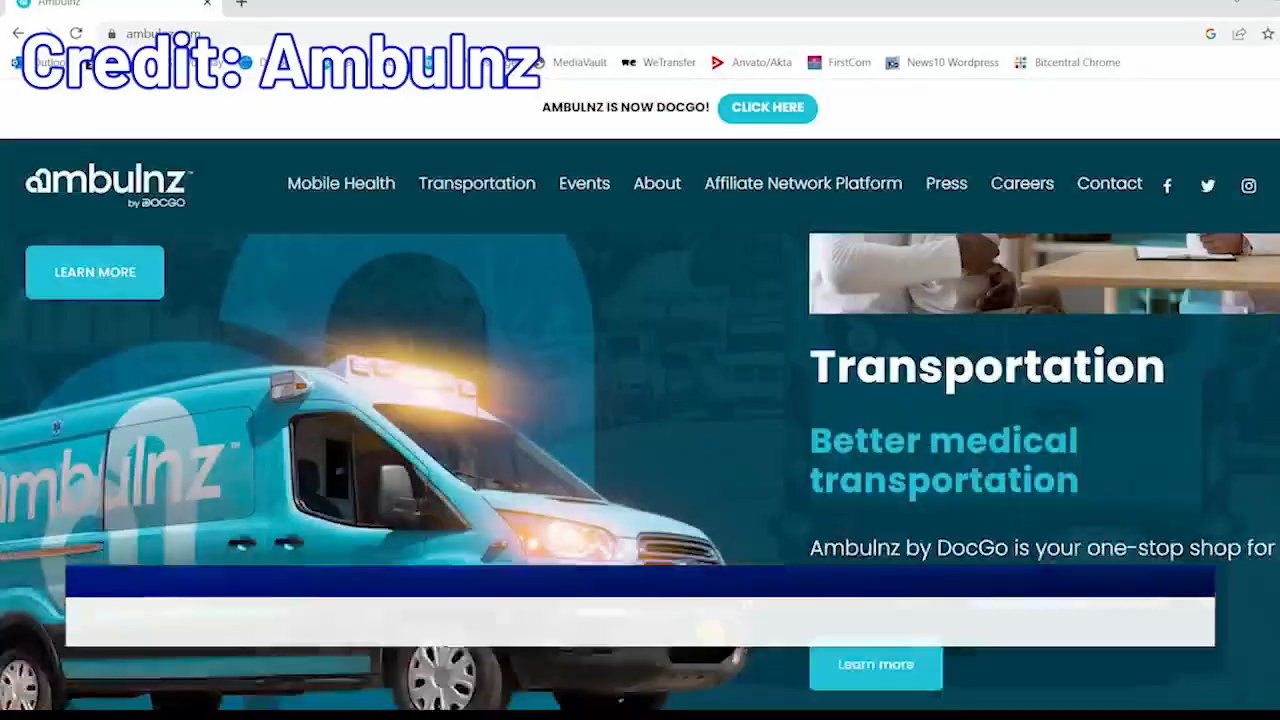 Ambulnz
Credit: Ambulnz
MediaVault
WeTransfer
Anvato/Akta
FirstCom
News10 Wordpress
Bitcentral Chrome
AMBULNZ IS NOW DOCGO! CLICK HERE
ambulnz™
by DOCGO
Mobile Health
Transportation
Events
About
Affiliate Network Platform
Press
Careers
Contact
LEARN MORE
Transportation
Better medical
transportation
ambulnz™
Ambulnz by DocGo is your one-stop shop for
Learn more